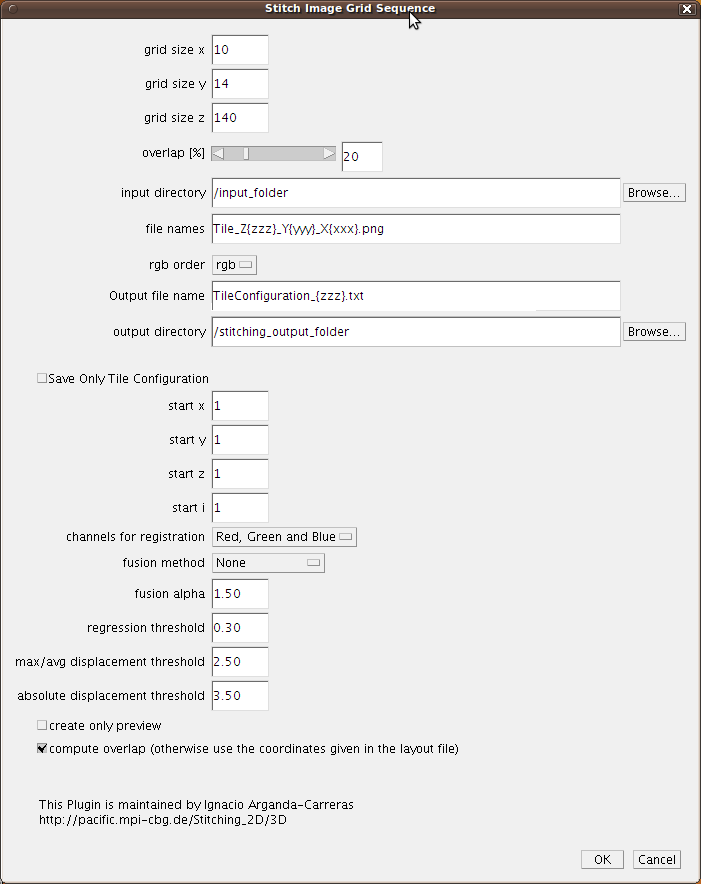 Stitch Image Grid Sequence
grid size x 10
grid size y 14
grid size z 140
overlap [%] 20
input directory /input_folder Browse...
file names Tile_Z{zzz}_Y{yyy}_X{xxx}.png
rgb order rgb
Output file name TileConfiguration_{zzz}.txt
output directory /stitching_output_folder Browse...
Save Only Tile Configuration
start x 1
start y 1
start z 1
start i 1
channels for registration Red, Green and Blue
fusion method None
fusion alpha 1.50
regression threshold 0.30
max/avg displacement threshold 2.50
absolute displacement threshold 3.50
create only preview
compute overlap (otherwise use the coordinates given in the layout file)
This Plugin is maintained by Ignacio Arganda-Carreras
http://pacific.mpi-cbg.de/Stitching_2D/3D
OK Cancel